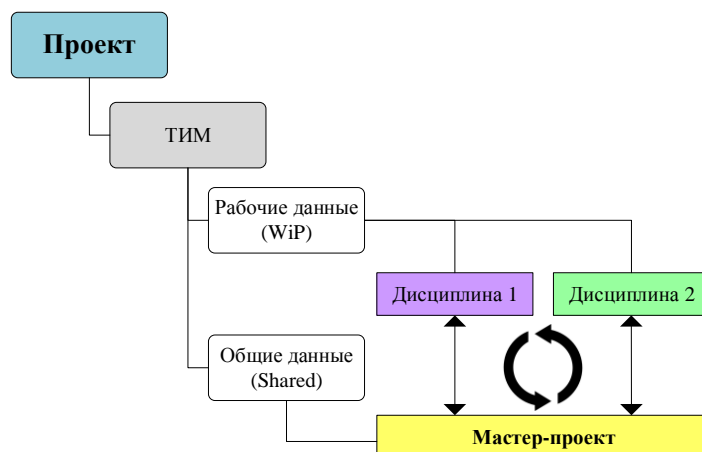 Проект
ТИМ
Рабочие данные
(WiP)
Дисциплина 1
Дисциплина 2
Общие данные
(Shared)
Мастер-проект